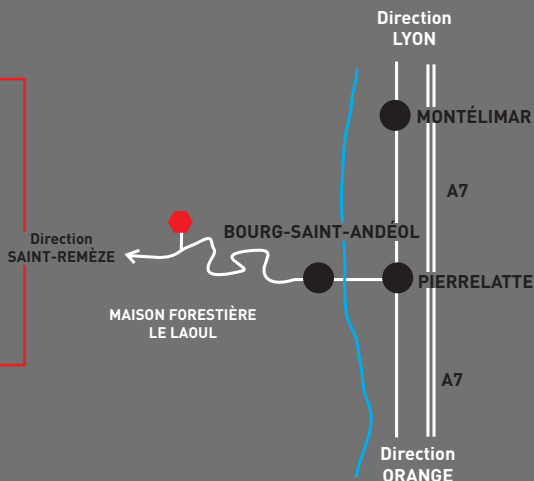 Direction
LYON
MONTÉLIMAR
A7
BOURG-SAINT-ANDÉOL
Direction
SAINT-REMÈZE
PIERRELATTE
MAISON FORESTIÈRE
LE LAOUL
A7
Direction
ORANGE